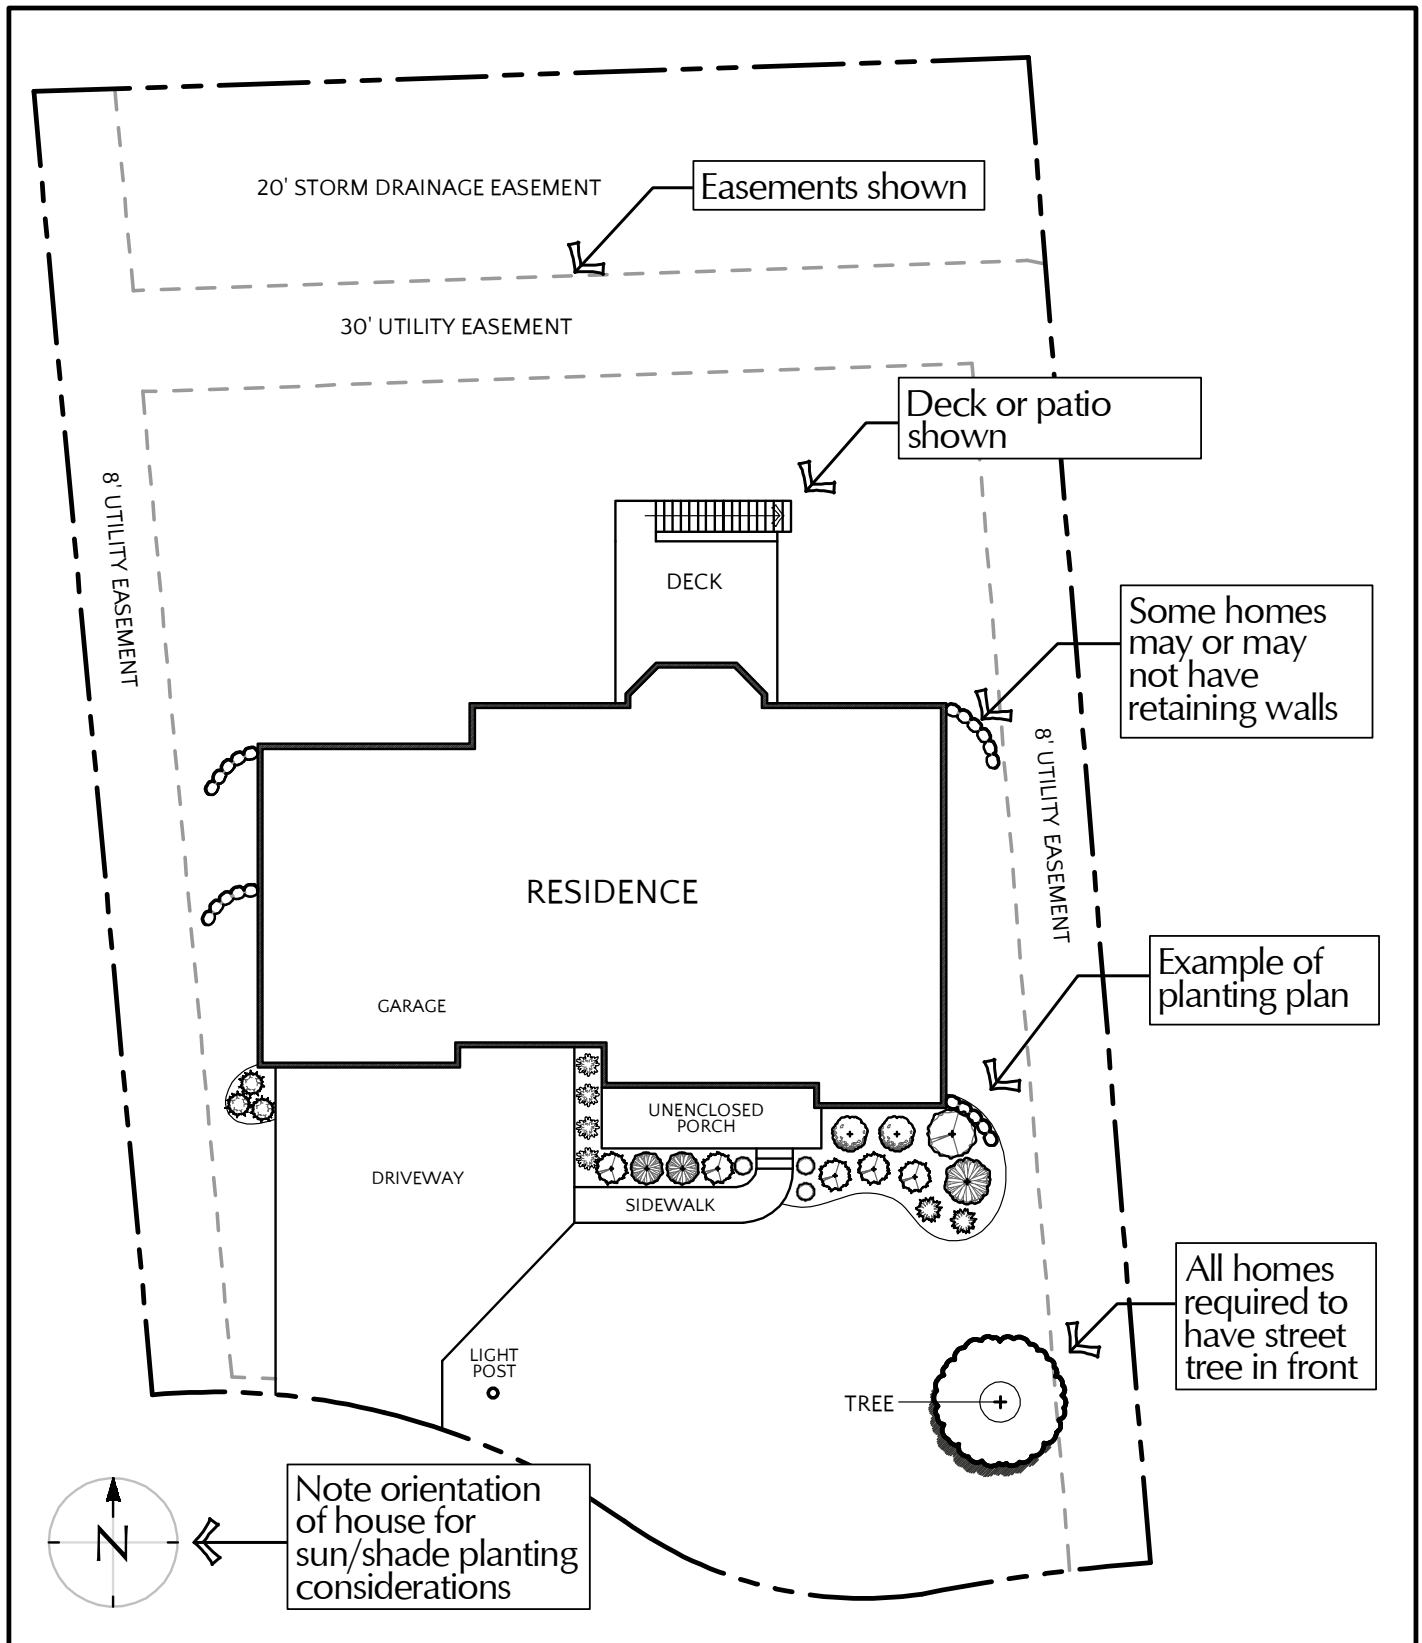 20' STORM DRAINAGE EASEMENT
Easements shown
30' UTILITY EASEMENT
Deck or patio
shown
8' UTILITY EASEMENT
DECK
Some homes
may or may
not have
retaining walls
8' UTILITY EASEMENT
RESIDENCE
Example of
planting plan
GARAGE
UNENCLOSED
PORCH
DRIVEWAY
SIDEWALK
All homes
required to
have street
tree in front
LIGHT
POST
TREE
N
Note orientation
of house for
sun/shade planting
considerations